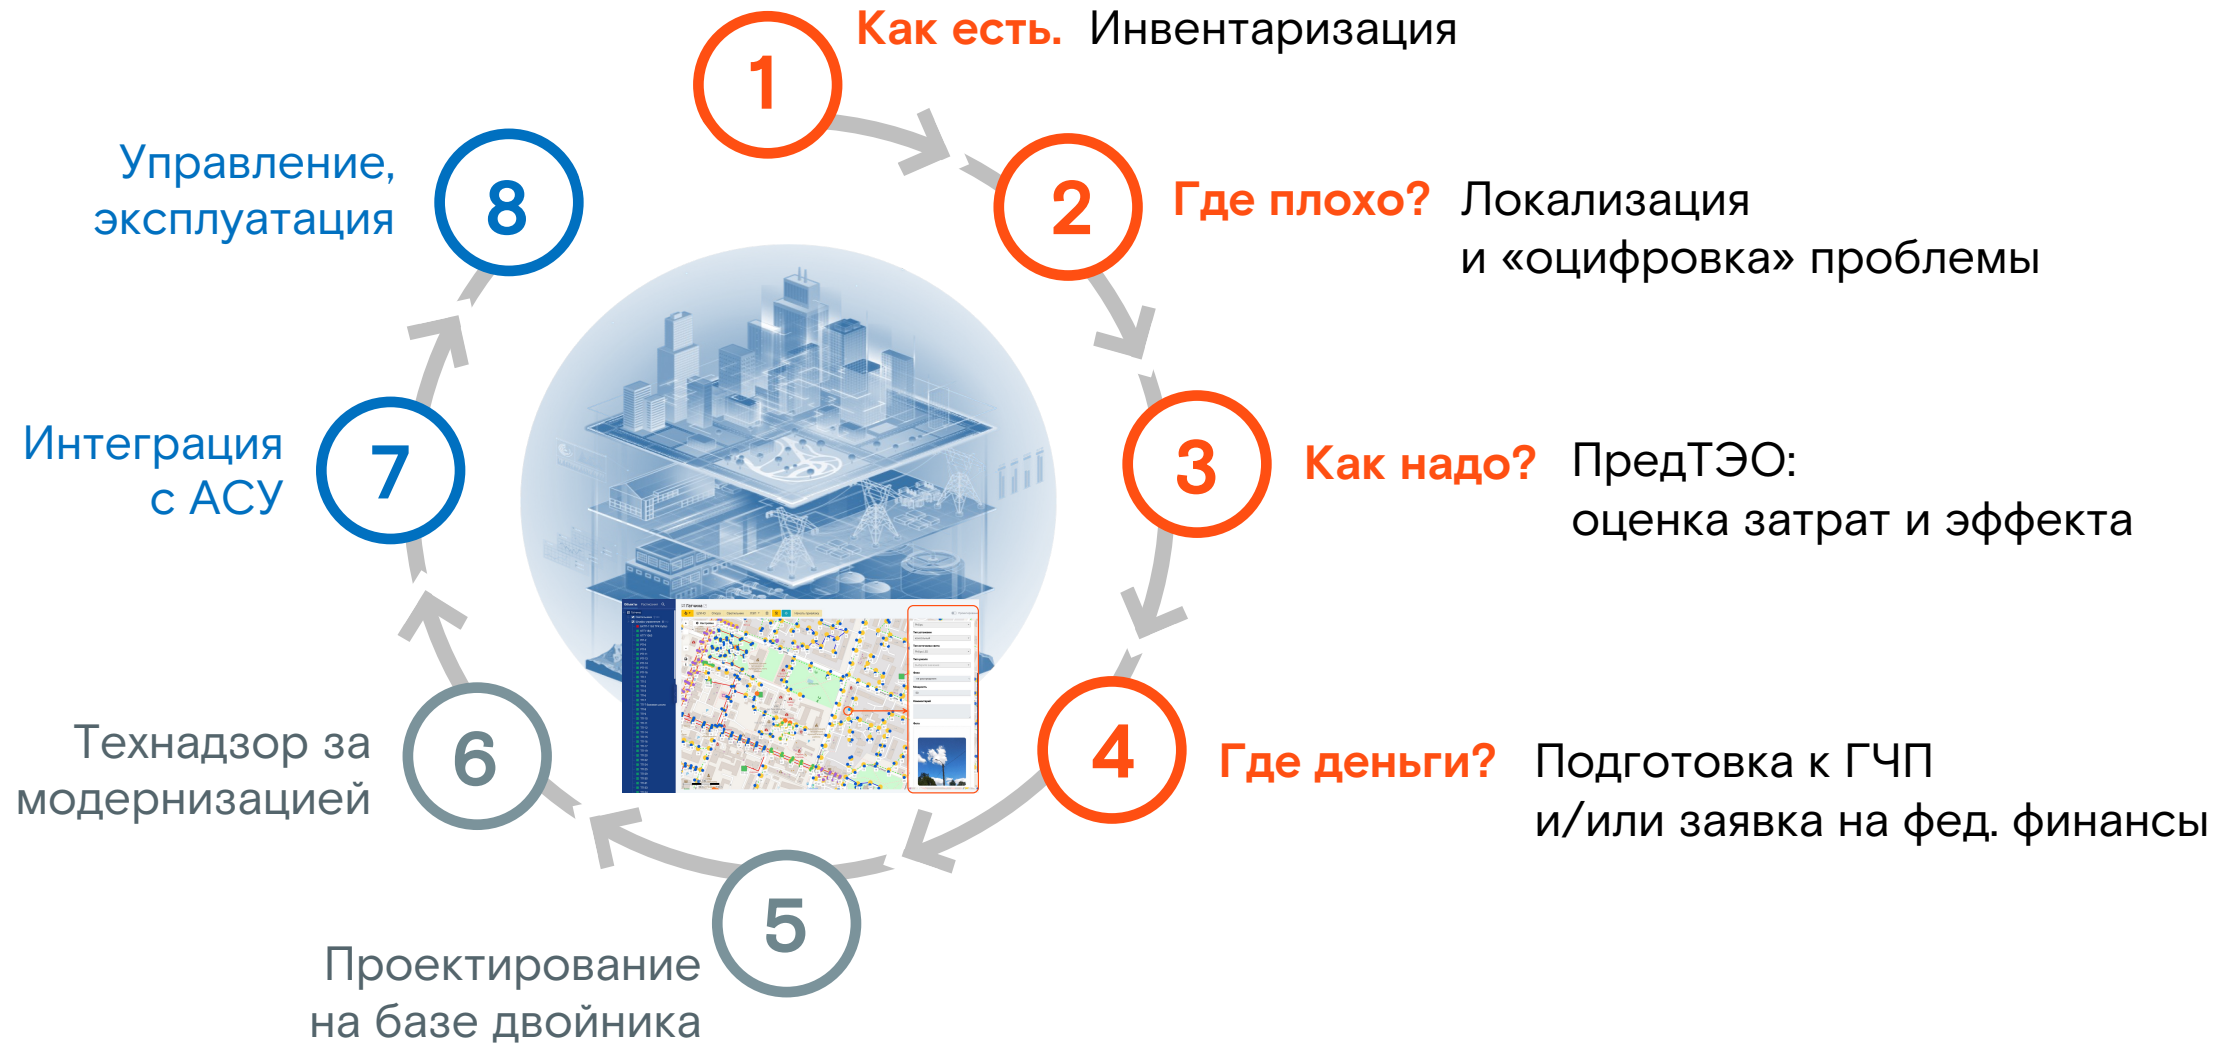 1
Как есть. Инвентаризация
2
Где плохо? Локализация
и «оцифровка» проблемы
3
Как надо? ПредТЭО:
оценка затрат и эффекта
4
Где деньги? Подготовка к ГЧП
и/или заявка на фед. финансы
5
Проектирование
на базе двойника
6
Технадзор за
модернизацией
7
Интеграция
с АСУ
8
Управление,
эксплуатация